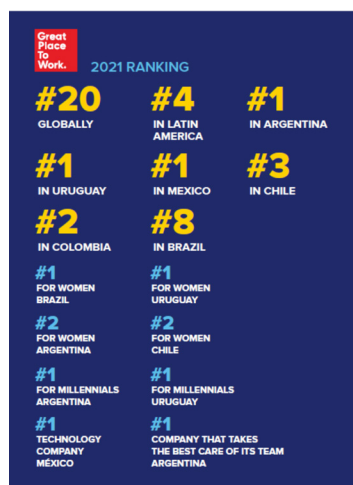 Great
Place
To
Work.
2021 RANKING
#20
GLOBALLY
#4
IN LATIN
AMERICA
#1
IN ARGENTINA
#1
IN URUGUAY
#1
IN MEXICO
#3
IN CHILE
#2
IN COLOMBIA
#8
IN BRAZIL
#1
FOR WOMEN
BRAZIL
#1
FOR WOMEN
URUGUAY
#2
FOR WOMEN
ARGENTINA
#2
FOR WOMEN
CHILE
#1
FOR MILLENNIALS
ARGENTINA
#1
FOR MILLENNIALS
URUGUAY
#1
TECHNOLOGY
COMPANY
MÉXICO
#1
COMPANY THAT TAKES
THE BEST CARE OF ITS TEAM
ARGENTINA